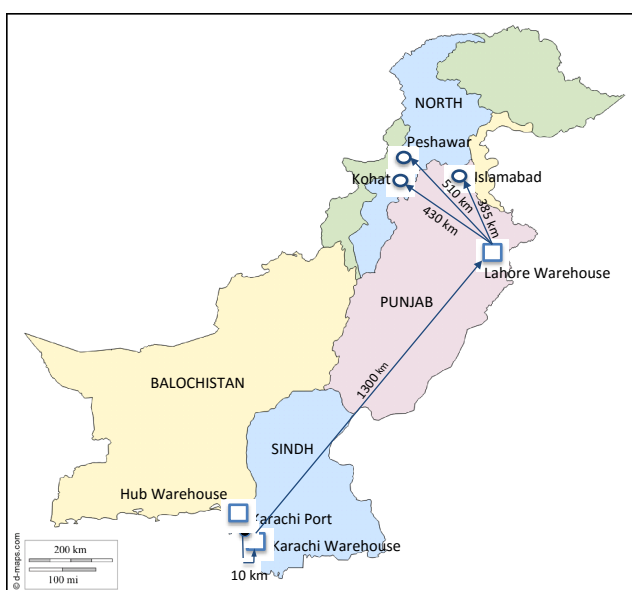 NORTH
Peshawar
Kohat
Islamabad
510 km
385 km
430 km
Lahore Warehouse
PUNJAB
1300 km
BALOCHISTAN
SINDH
Hub Warehouse
Karachi Port
Karachi Warehouse
10 km
200 km
100 mi
© d-maps.com